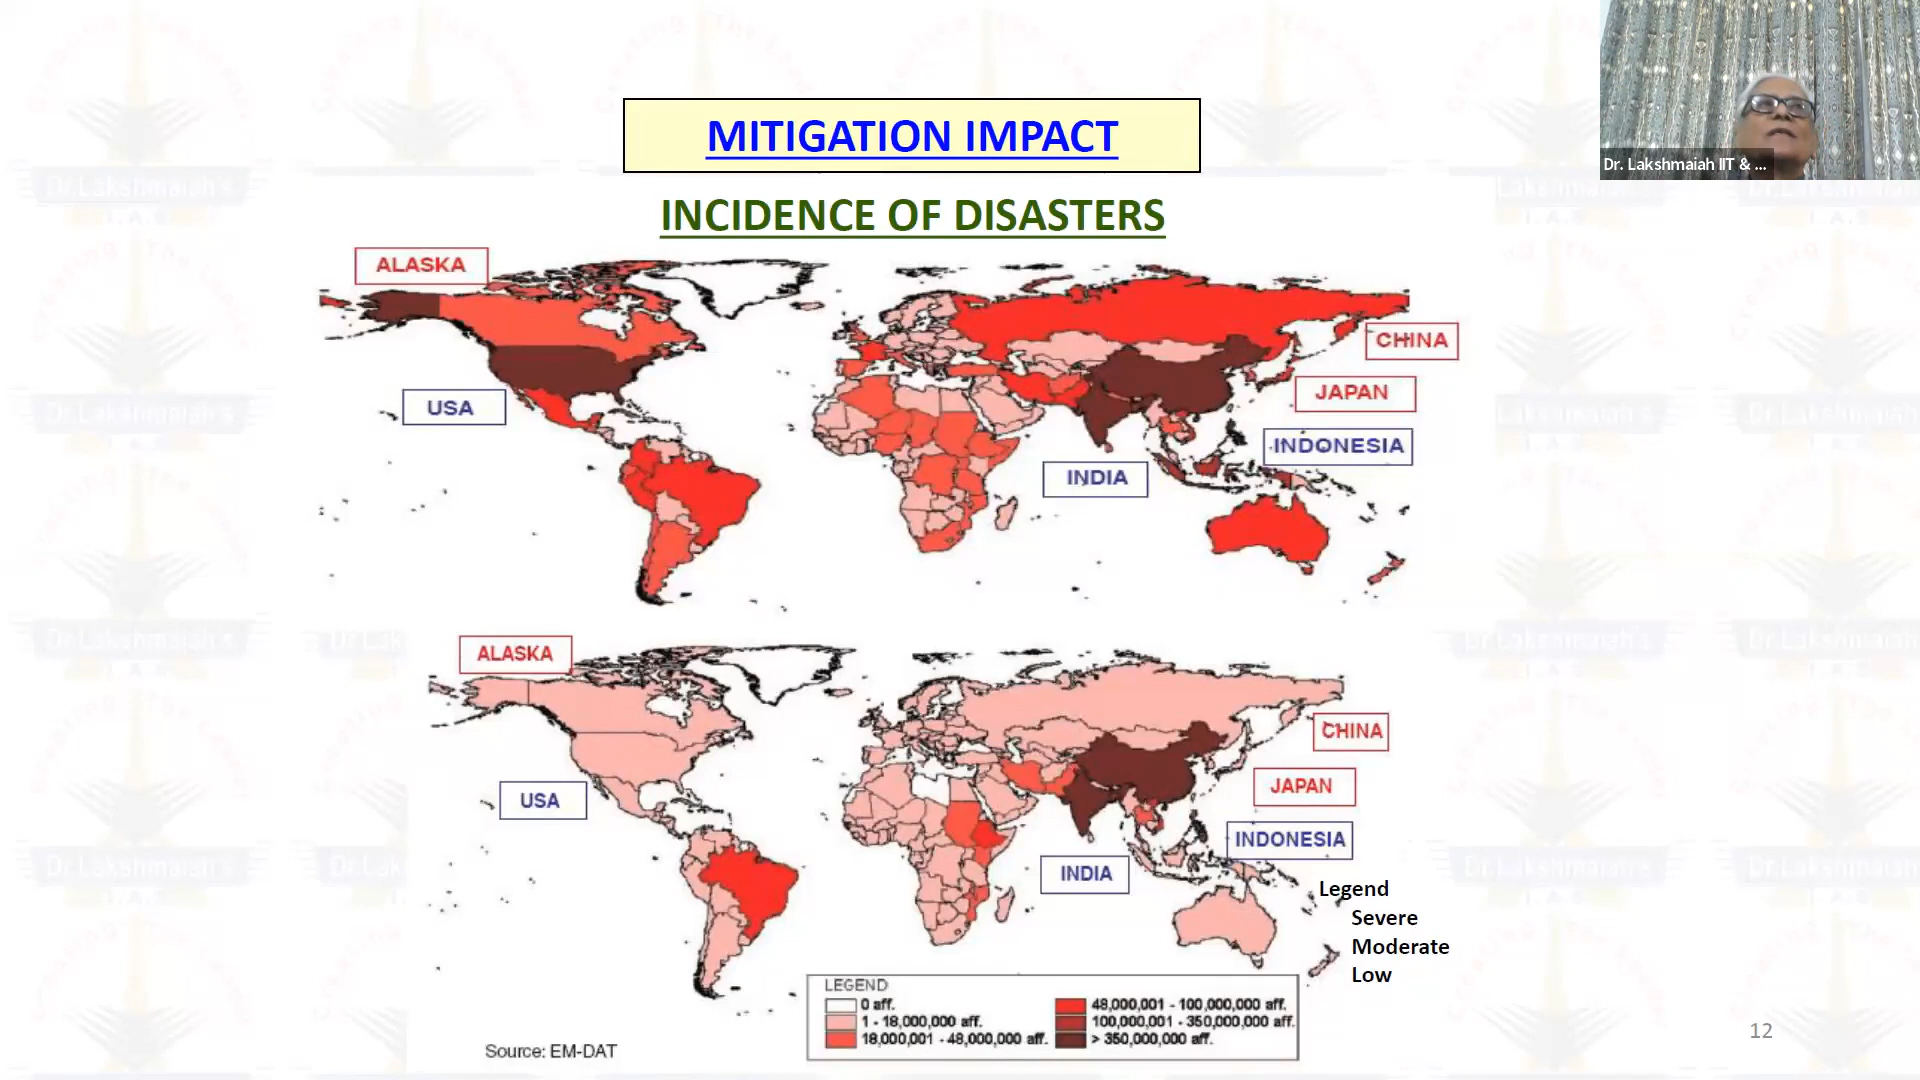 MITIGATION IMPACT
Dr. Lakshmaiah IIT & ...
INCIDENCE OF DISASTERS
ALASKA
CHINA
JAPAN
USA
INDONESIA
INDIA
ALASKA
CHINA
JAPAN
USA
INDONESIA
INDIA
Legend
Severe
Moderate
Low
LEGEND
0 aff.
1 - 18,000,000 aff.
18,000,001 - 48,000,000 aff.
48,000,001 - 100,000,000 aff.
100,000,001 - 350,000,000 aff.
> 350,000,000 aff.
Source: EM-DAT
12
Dr.Lakshmaiah's
I.A.S